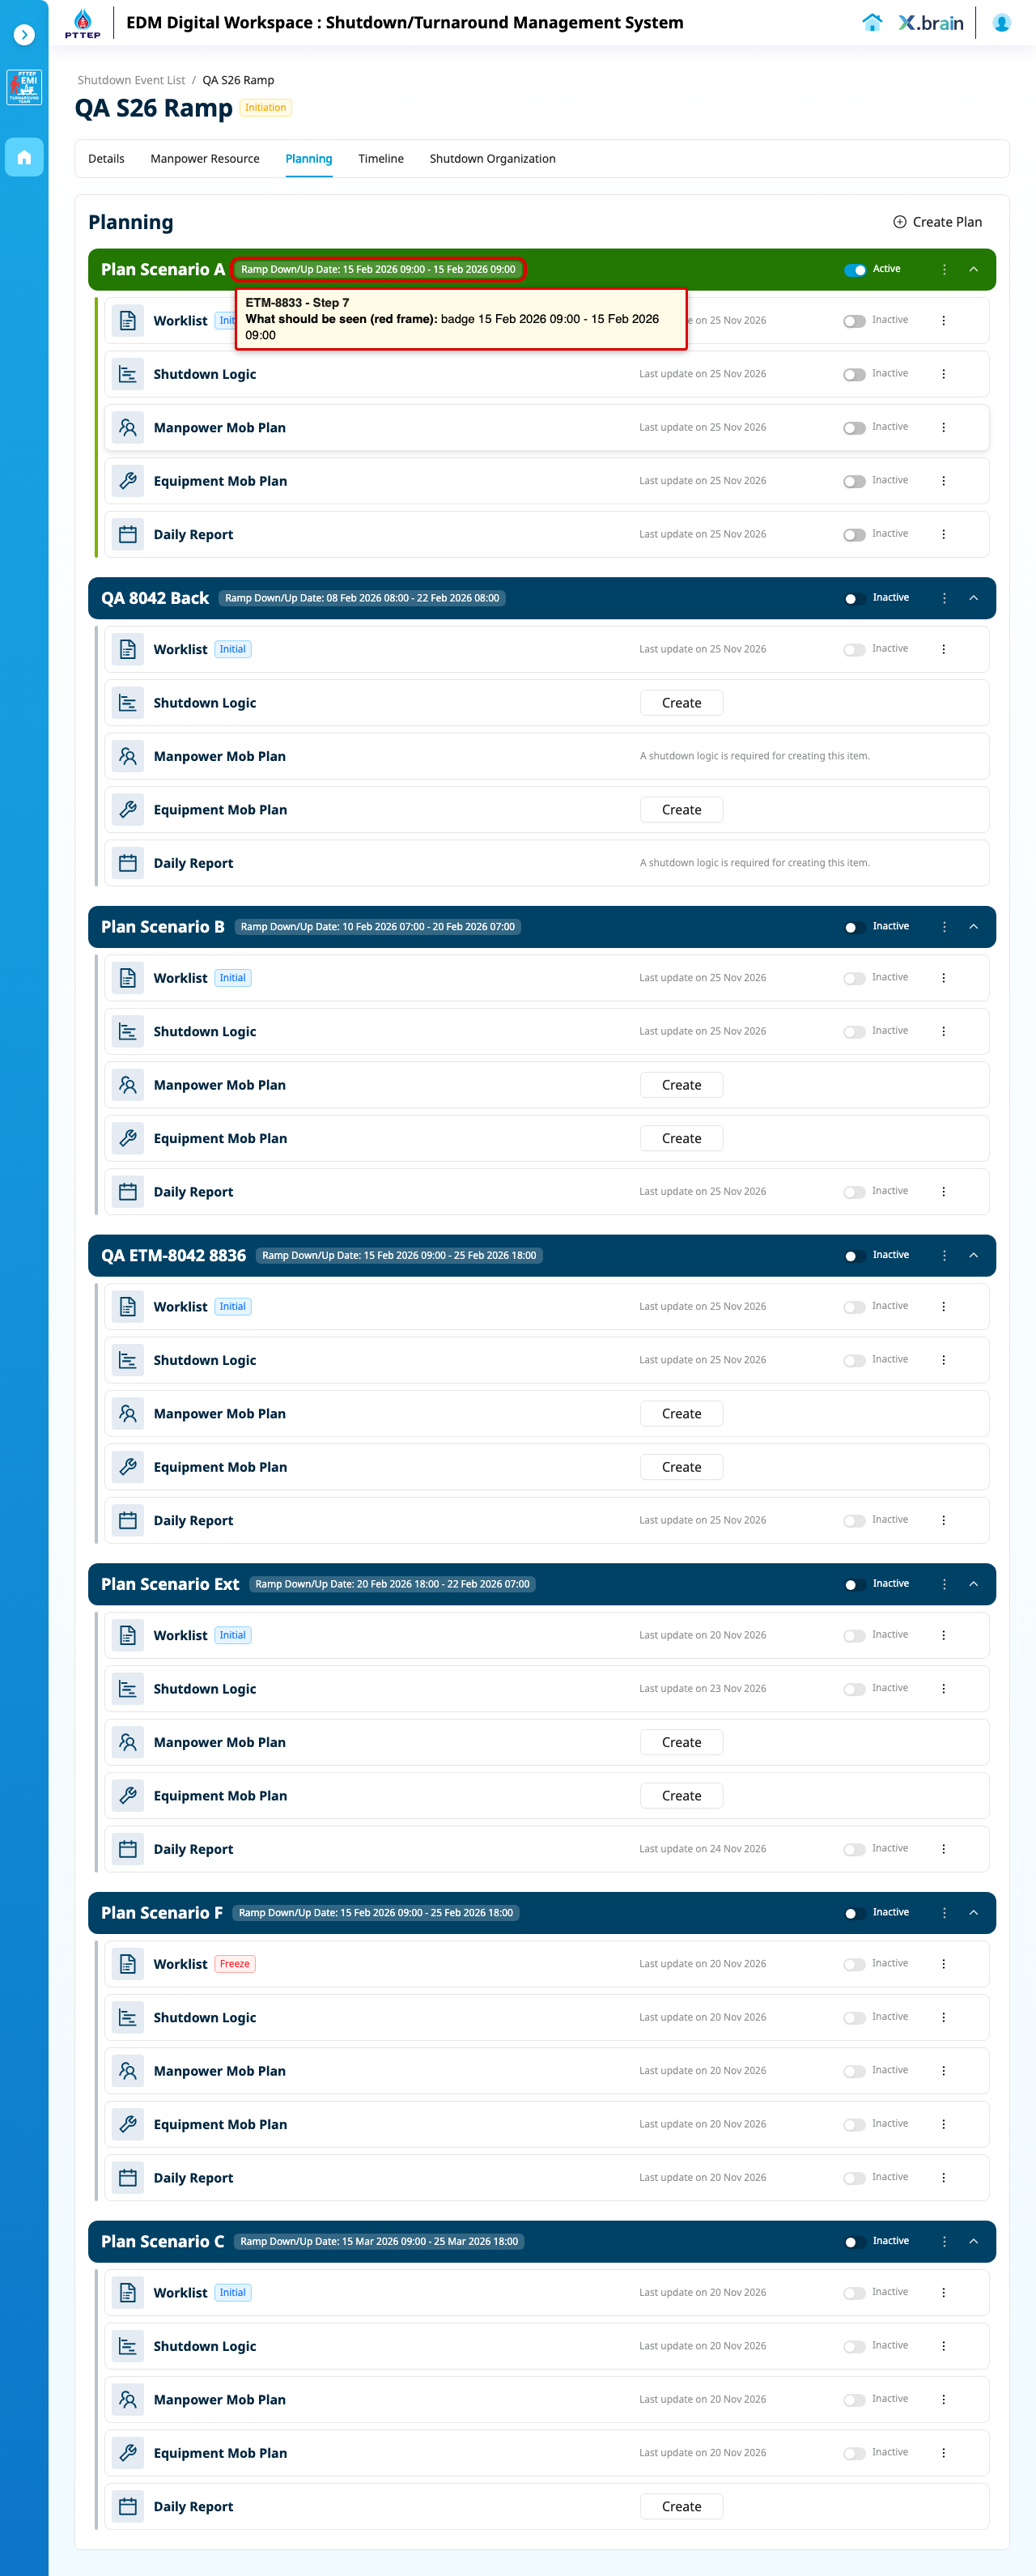 PTTEP
EDM Digital Workspace : Shutdown/Turnaround Management System
X.brain
PTTEP
EMI
TURNAROUND
TEAM
Shutdown Event List / QA S26 Ramp
QA S26 Ramp Initiation
Details Manpower Resource Planning Timeline Shutdown Organization
Planning Create Plan
Plan Scenario A Ramp Down/Up Date: 15 Feb 2026 09:00 - 15 Feb 2026 09:00 Active
ETM-8833 - Step 7
What should be seen (red frame): badge 15 Feb 2026 09:00 - 15 Feb 2026
09:00
Worklist Init e on 25 Nov 2026 Inactive
Shutdown Logic Last update on 25 Nov 2026 Inactive
Manpower Mob Plan Last update on 25 Nov 2026 Inactive
Equipment Mob Plan Last update on 25 Nov 2026 Inactive
Daily Report Last update on 25 Nov 2026 Inactive
QA 8042 Back Ramp Down/Up Date: 08 Feb 2026 08:00 - 22 Feb 2026 08:00 Inactive
Worklist Initial Last update on 25 Nov 2026 Inactive
Shutdown Logic Create
Manpower Mob Plan A shutdown logic is required for creating this item.
Equipment Mob Plan Create
Daily Report A shutdown logic is required for creating this item.
Plan Scenario B Ramp Down/Up Date: 10 Feb 2026 07:00 - 20 Feb 2026 07:00 Inactive
Worklist Initial Last update on 25 Nov 2026 Inactive
Shutdown Logic Last update on 25 Nov 2026 Inactive
Manpower Mob Plan Create
Equipment Mob Plan Create
Daily Report Last update on 25 Nov 2026 Inactive
QA ETM-8042 8836 Ramp Down/Up Date: 15 Feb 2026 09:00 - 25 Feb 2026 18:00 Inactive
Worklist Initial Last update on 25 Nov 2026 Inactive
Shutdown Logic Last update on 25 Nov 2026 Inactive
Manpower Mob Plan Create
Equipment Mob Plan Create
Daily Report Last update on 25 Nov 2026 Inactive
Plan Scenario Ext Ramp Down/Up Date: 20 Feb 2026 18:00 - 22 Feb 2026 07:00 Inactive
Worklist Initial Last update on 20 Nov 2026 Inactive
Shutdown Logic Last update on 23 Nov 2026 Inactive
Manpower Mob Plan Create
Equipment Mob Plan Create
Daily Report Last update on 24 Nov 2026 Inactive
Plan Scenario F Ramp Down/Up Date: 15 Feb 2026 09:00 - 25 Feb 2026 18:00 Inactive
Worklist Freeze Last update on 20 Nov 2026 Inactive
Shutdown Logic Last update on 20 Nov 2026 Inactive
Manpower Mob Plan Last update on 20 Nov 2026 Inactive
Equipment Mob Plan Last update on 20 Nov 2026 Inactive
Daily Report Last update on 20 Nov 2026 Inactive
Plan Scenario C Ramp Down/Up Date: 15 Mar 2026 09:00 - 25 Mar 2026 18:00 Inactive
Worklist Initial Last update on 20 Nov 2026 Inactive
Shutdown Logic Last update on 20 Nov 2026 Inactive
Manpower Mob Plan Last update on 20 Nov 2026 Inactive
Equipment Mob Plan Last update on 20 Nov 2026 Inactive
Daily Report Create